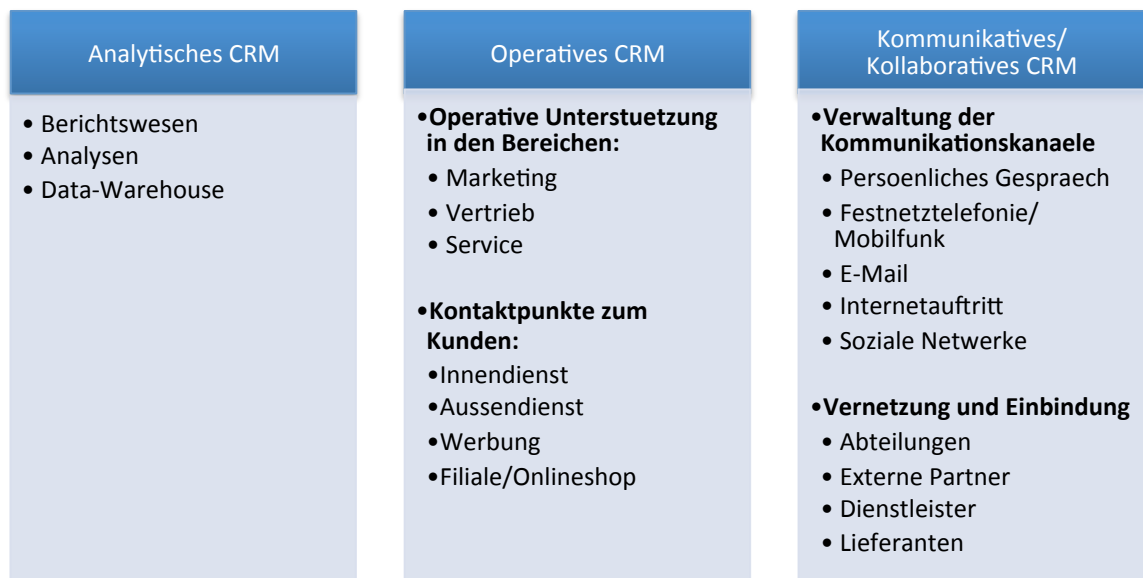 Analytisches CRM
• Berichtswesen
• Analysen
• Data-Warehouse
Operatives CRM
•Operative Unterstuetzung
in den Bereichen:
• Marketing
• Vertrieb
• Service
•Kontaktpunkte zum
Kunden:
•Innendienst
•Aussendienst
•Werbung
•Filiale/Onlineshop
Kommunikatives/
Kollaboratives CRM
•Verwaltung der
Kommunikationskanaele
• Persoenliches Gespraech
• Festnetztelefonie/
Mobilfunk
• E-Mail
• Internetauftritt
• Soziale Netwerke
•Vernetzung und Einbindung
• Abteilungen
• Externe Partner
• Dienstleister
• Lieferanten